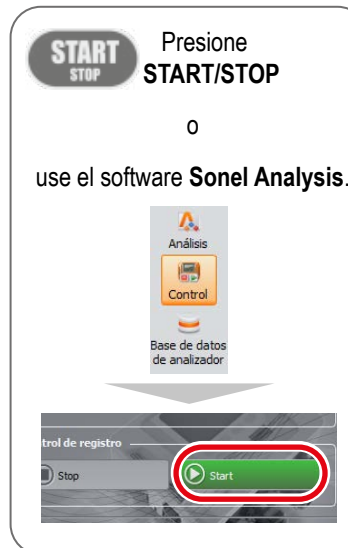 START
STOP
Presione
START/STOP
o
use el software Sonel Analysis.
Análisis
Control
Base de datos
de analizador
trol de registro
Stop
Start